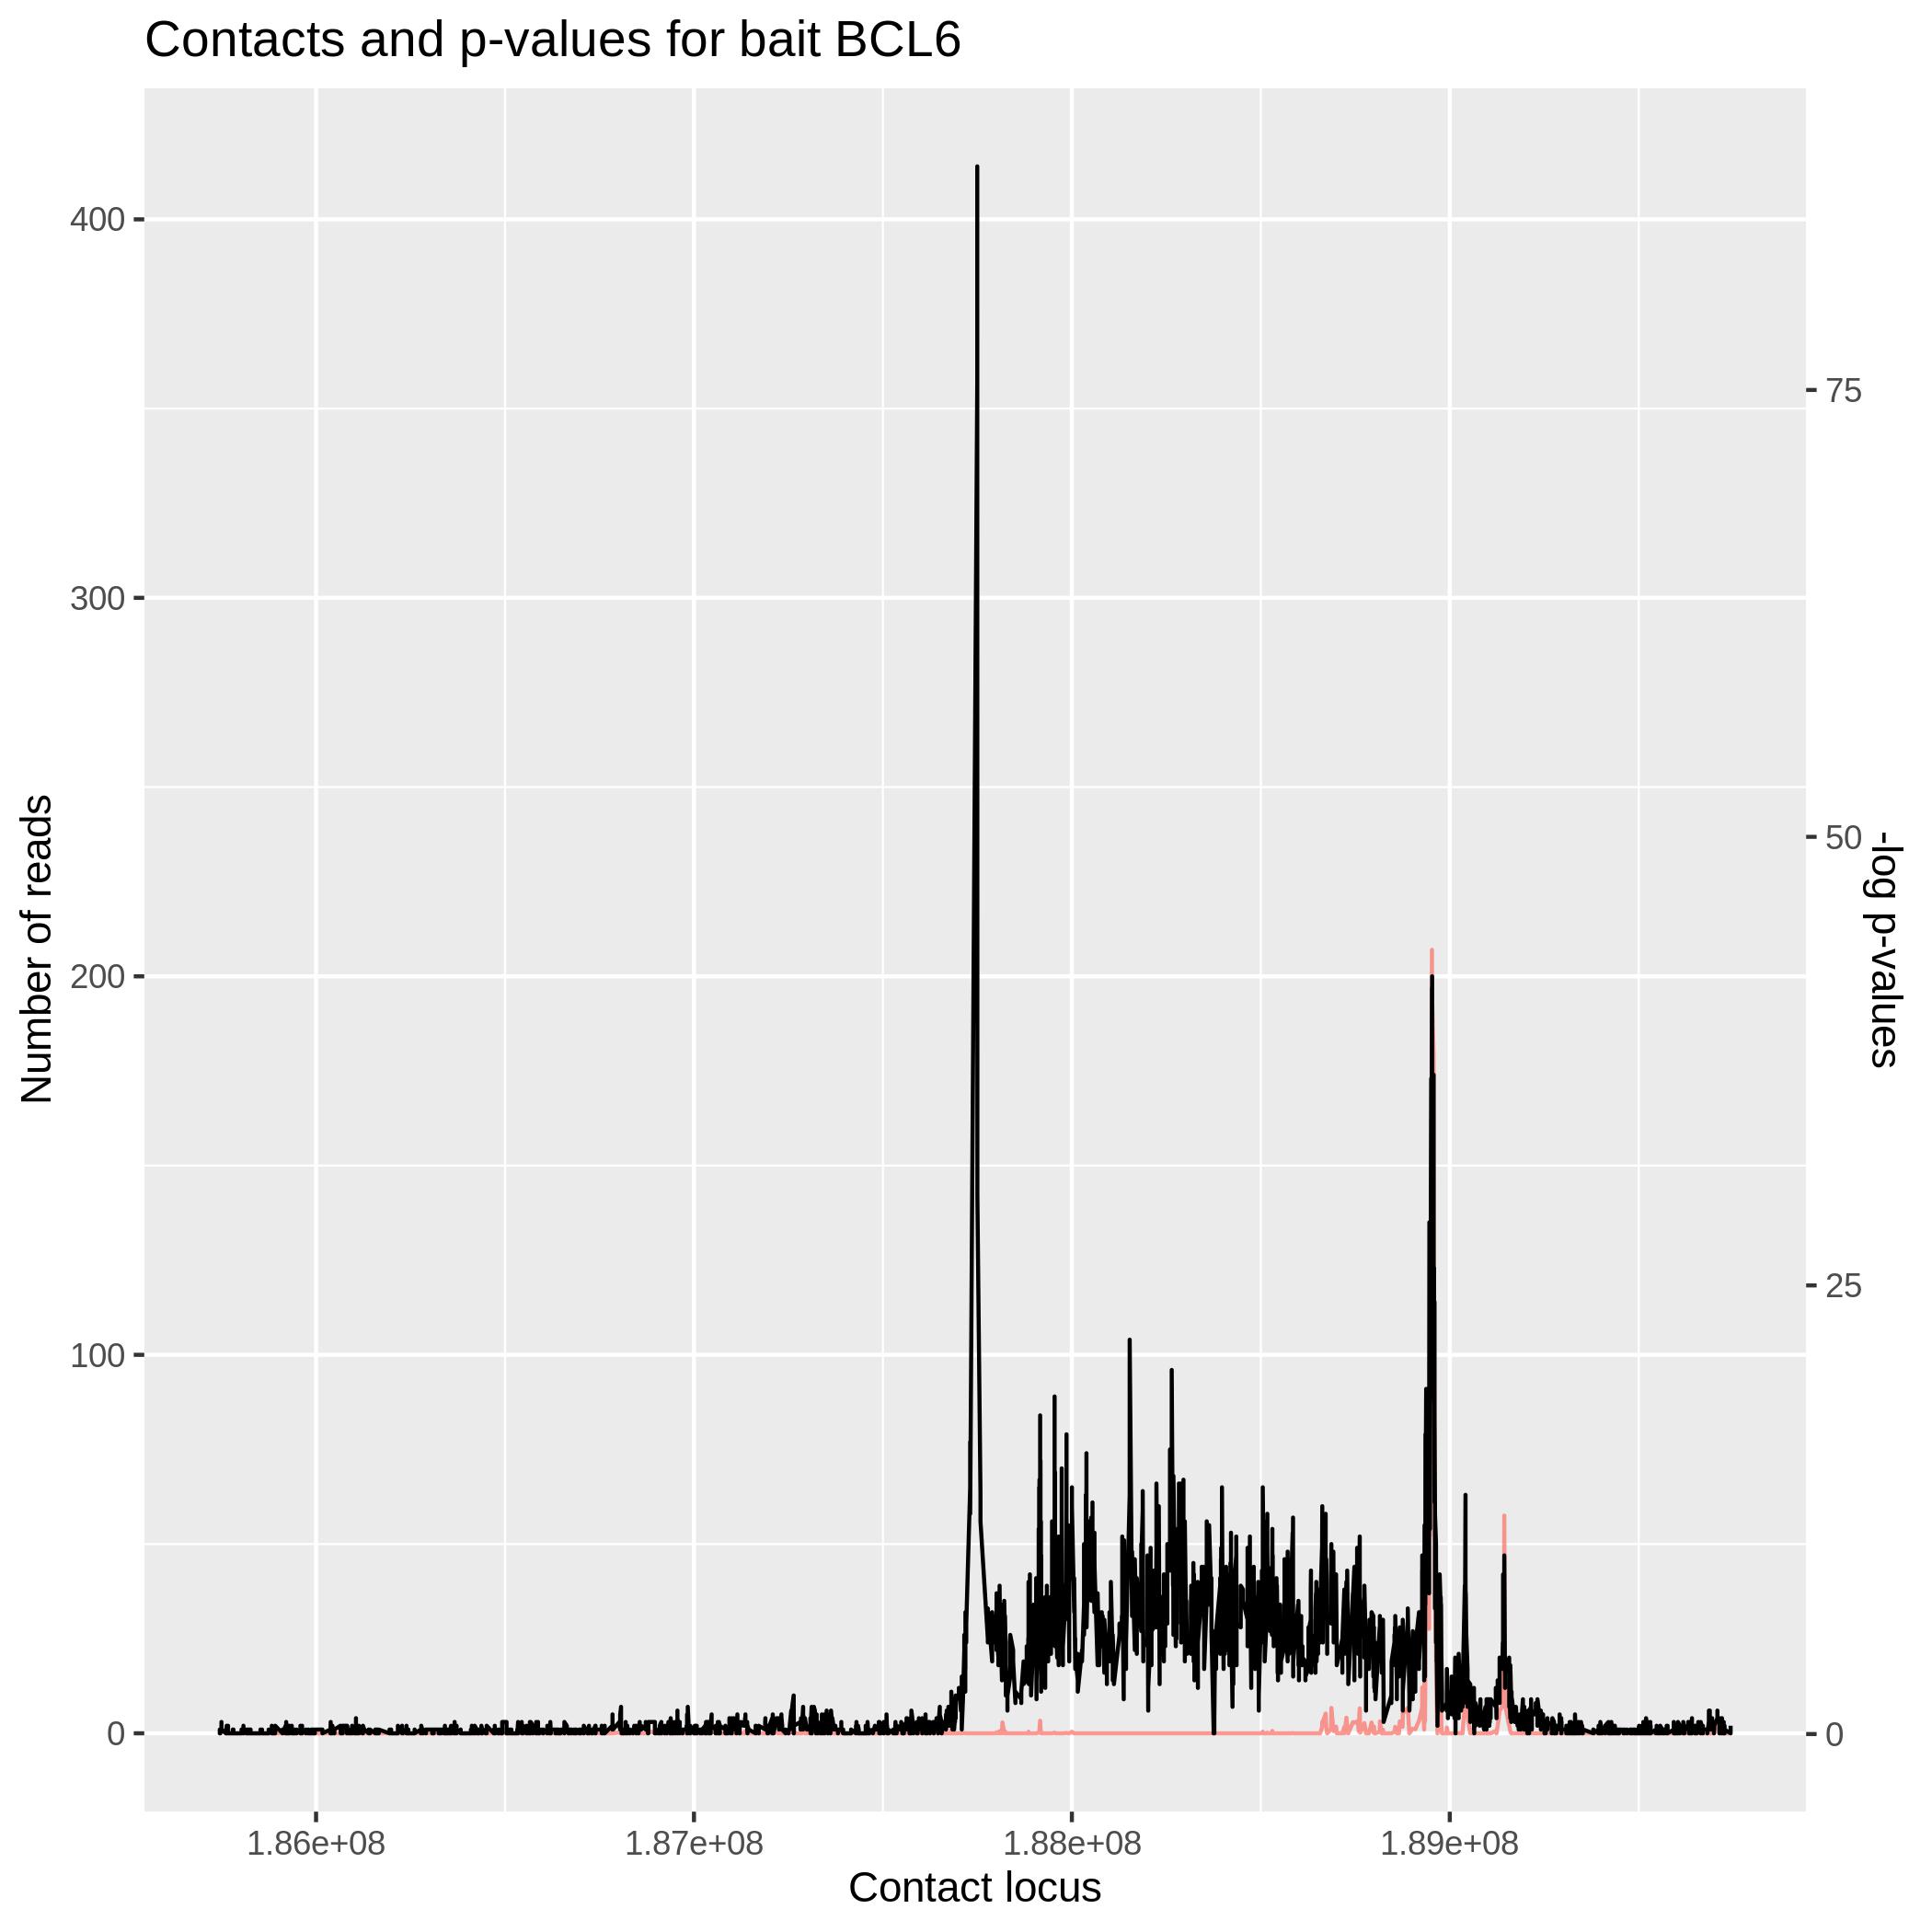 Contacts and p-values for bait BCL6
400
300
200
100
0
Number of reads
75
50
25
0
-log p-values
1.86e+08 1.87e+08 1.88e+08 1.89e+08
Contact locus